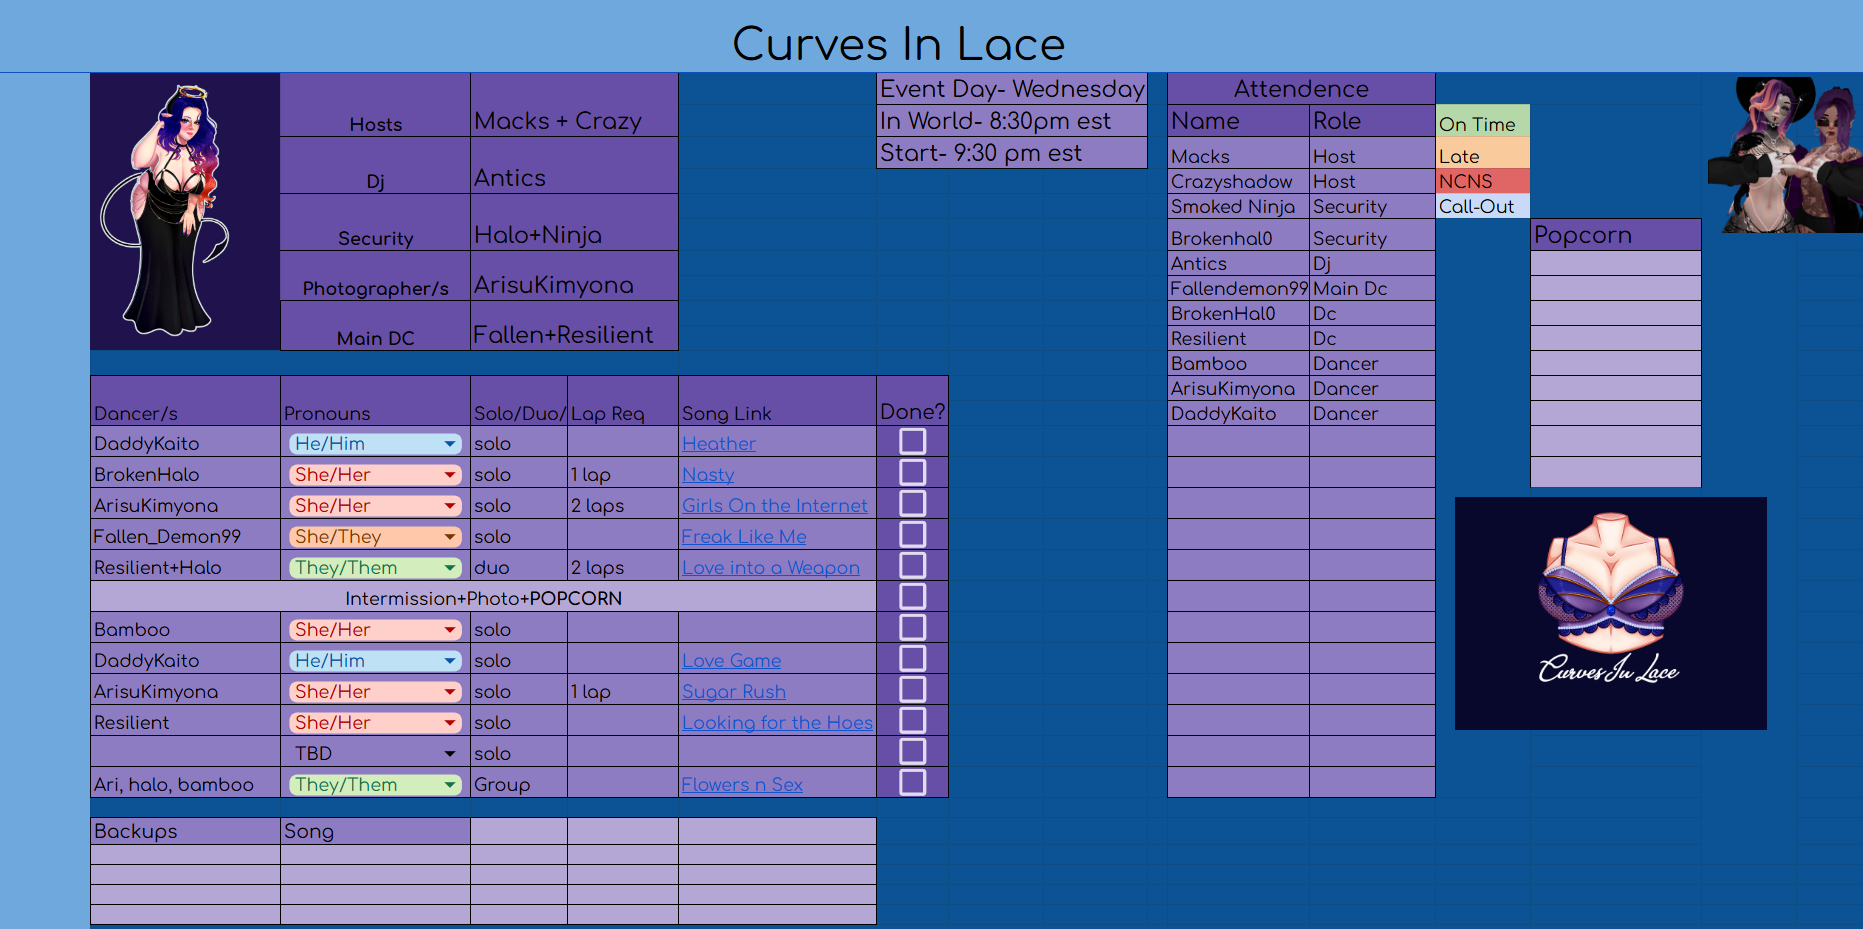 Curves In Lace
Hosts Macks + Crazy
Dj Antics
Security Halo+Ninja
Photographer/s ArisuKimyona
Main DC Fallen+Resilient
Event Day- Wednesday
In World- 8:30pm est
Start- 9:30 pm est
Attendence
Name Role
Macks Host
Crazyshadow Host
Smoked Ninja Security
Brokenhal0 Security
Antics Dj
Fallendemon99 Main Dc
BrokenHal0 Dc
Resilient Dc
Bamboo Dancer
ArisuKimyona Dancer
DaddyKaito Dancer
On Time
Late
NCNS
Call-Out
Popcorn
Dancer/s Pronouns Solo/Duo/ Lap Req Song Link Done?
DaddyKaito He/Him solo Heather
BrokenHalo She/Her solo 1 lap Nasty
ArisuKimyona She/Her solo 2 laps Girls On the Internet
Fallen_Demon99 She/They solo Freak Like Me
Resilient+Halo They/Them duo 2 laps Love into a Weapon
Intermission+Photo+POPCORN
Bamboo She/Her solo
DaddyKaito He/Him solo Love Game
ArisuKimyona She/Her solo 1 lap Sugar Rush
Resilient She/Her solo Looking for the Hoes
TBD solo
Ari, halo, bamboo They/Them Group Flowers n Sex
Backups Song
Curves In Lace